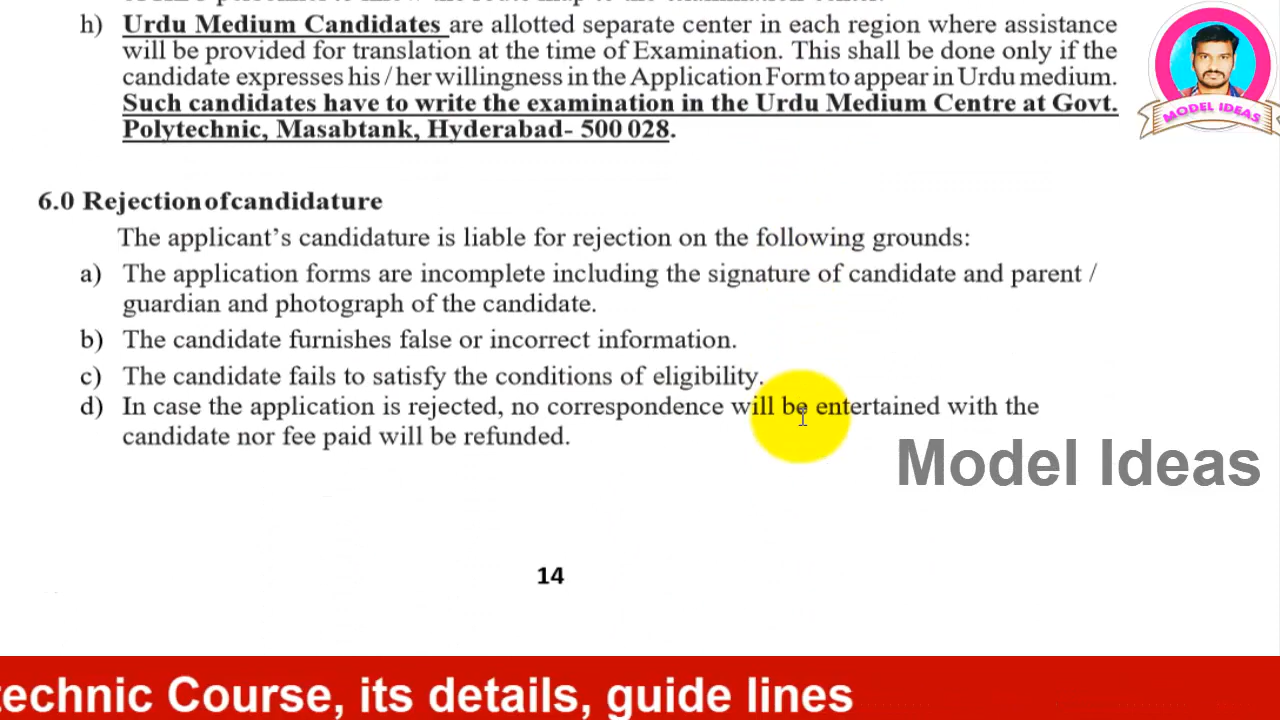 h) Urdu Medium Candidates are allotted separate center in each region where assistance
will be provided for translation at the time of Examination. This shall be done only if the
candidate expresses his / her willingness in the Application Form to appear in Urdu medium.
Such candidates have to write the examination in the Urdu Medium Centre at Govt.
Polytechnic, Masabtank, Hyderabad- 500 028.
MODEL IDEAS
6.0 Rejection of candidature
The applicant's candidature is liable for rejection on the following grounds:
a) The application forms are incomplete including the signature of candidate and parent /
guardian and photograph of the candidate.
b) The candidate furnishes false or incorrect information.
c) The candidate fails to satisfy the conditions of eligibility.
d) In case the application is rejected, no correspondence will be entertained with the
candidate nor fee paid will be refunded.
Model Ideas
14
technic Course, its details, guide lines